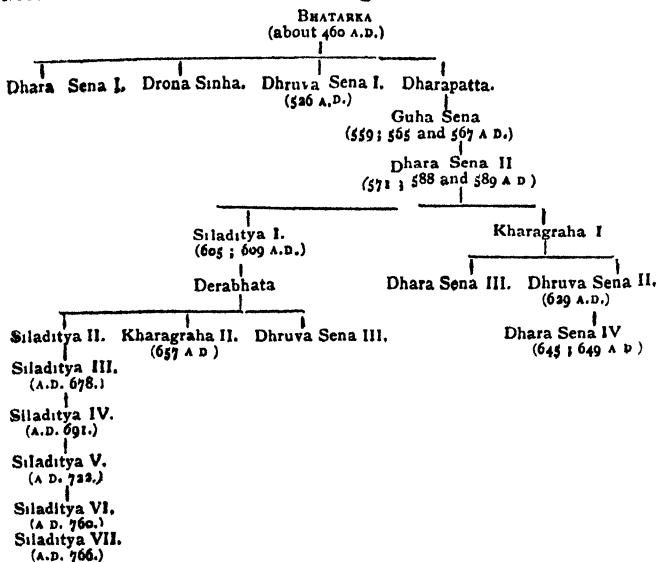 BHATARKA
(about 460 A.D.)
Dhara Sena I. Drona Sinha. Dhruva Sena I. Dharapatta.
(526 A.D.)
Guha Sena
(559; 565 and 567 A D.)
Dhara Sena II
(571; 588 and 589 A D)
Siladitya I.
(605; 609 A.D.)
Kharagraha I
Derabhata
Dhara Sena III. Dhruva Sena II.
(629 A.D.)
Siladitya II. Kharagraha II. Dhruva Sena III.
(657 A D)
Dhara Sena IV
(645; 649 A D)
Siladitya III.
(A.D. 678.)
Siladitya IV.
(A.D. 691.)
Siladitya V.
(A D. 722.)
Siladitya VI.
(A D. 760.)
Siladitya VII.
(A.D. 766.)